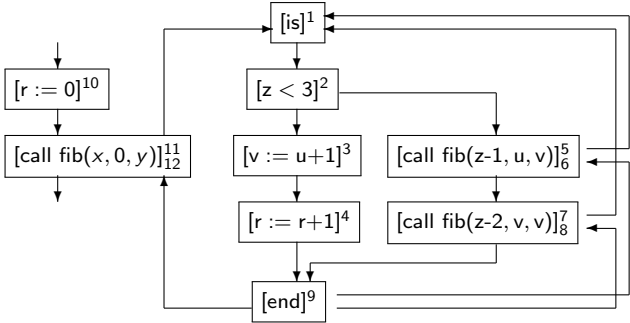 [is]¹
[r := 0]¹⁰
[z < 3]²
[call fib(x, 0, y)]¹¹₁₂
[v := u+1]³
[call fib(z-1, u, v)]⁵₆
[r := r+1]⁴
[call fib(z-2, v, v)]⁷₈
[end]⁹